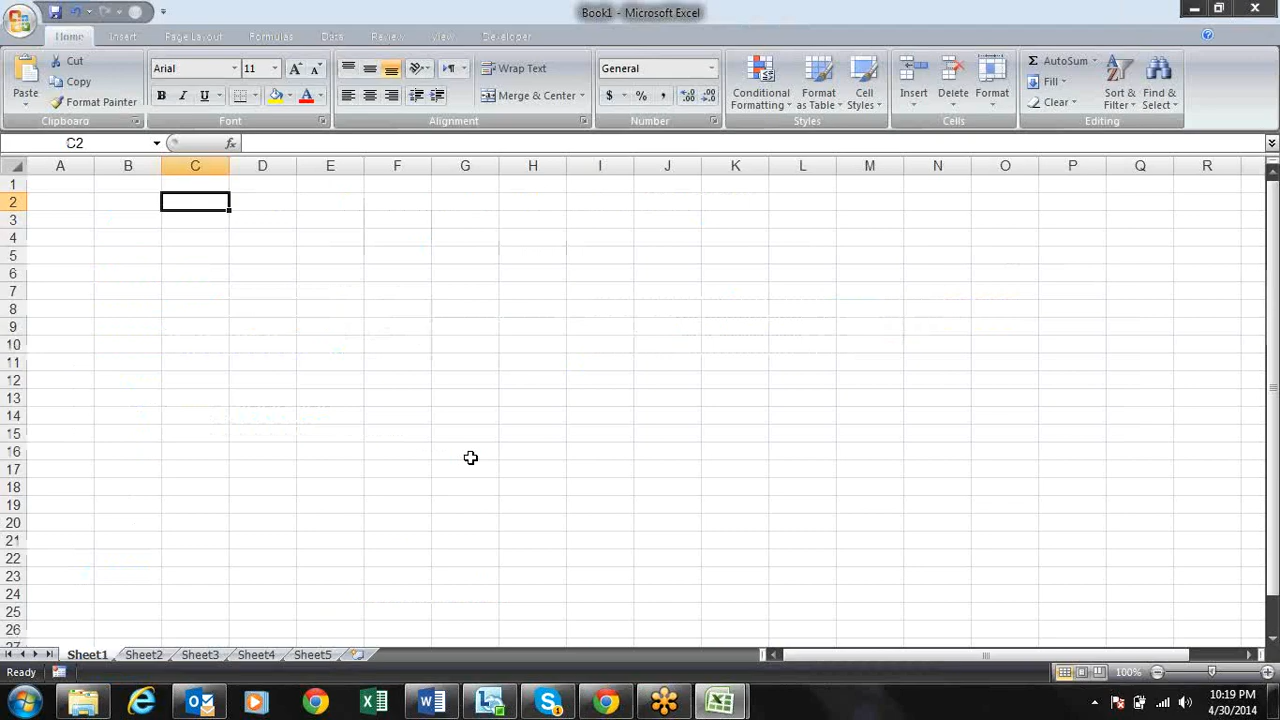 Book1 - Microsoft Excel
Home Insert Page Layout Formulas Data Review View Developer
Cut
Copy
Format Painter
Paste
Clipboard
Arial 11
B I U
A A
A
Font
Wrap Text
Merge & Center
Alignment
General
$ % ,
Number
Conditional Formatting
Format as Table
Cell Styles
Styles
Insert Delete Format
Cells
AutoSum
Fill
Clear
Sort & Filter
Find & Select
Editing
C2 fx
A B C D E F G H I J K L M N O P Q R
1
2
3
4
5
6
7
8
9
10
11
12
13
14
15
16
17
18
19
20
21
22
23
24
25
26
27
Sheet1 Sheet2 Sheet3 Sheet4 Sheet5
Ready 100%
10:19 PM
4/30/2014